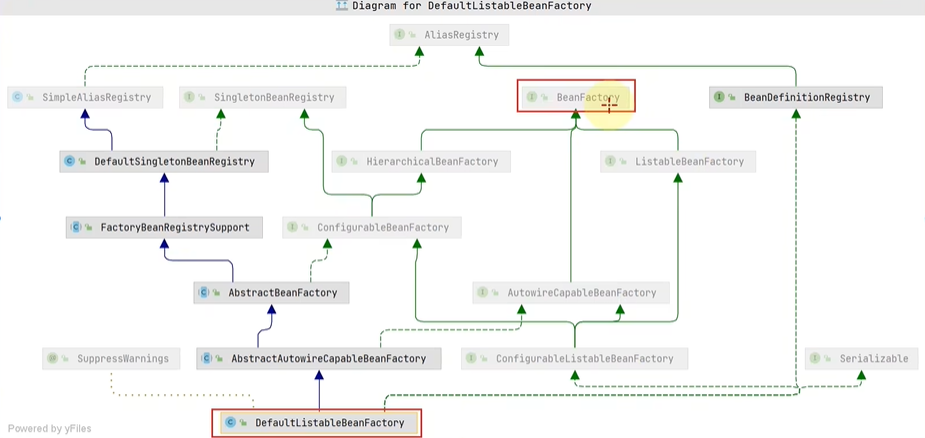 Diagram for DefaultListableBeanFactory
AliasRegistry
SimpleAliasRegistry
SingletonBeanRegistry
BeanFactory
BeanDefinitionRegistry
DefaultSingletonBeanRegistry
HierarchicalBeanFactory
ListableBeanFactory
FactoryBeanRegistrySupport
ConfigurableBeanFactory
AbstractBeanFactory
AutowireCapableBeanFactory
SuppressWarnings
AbstractAutowireCapableBeanFactory
ConfigurableListableBeanFactory
Serializable
DefaultListableBeanFactory
Powered by yFiles